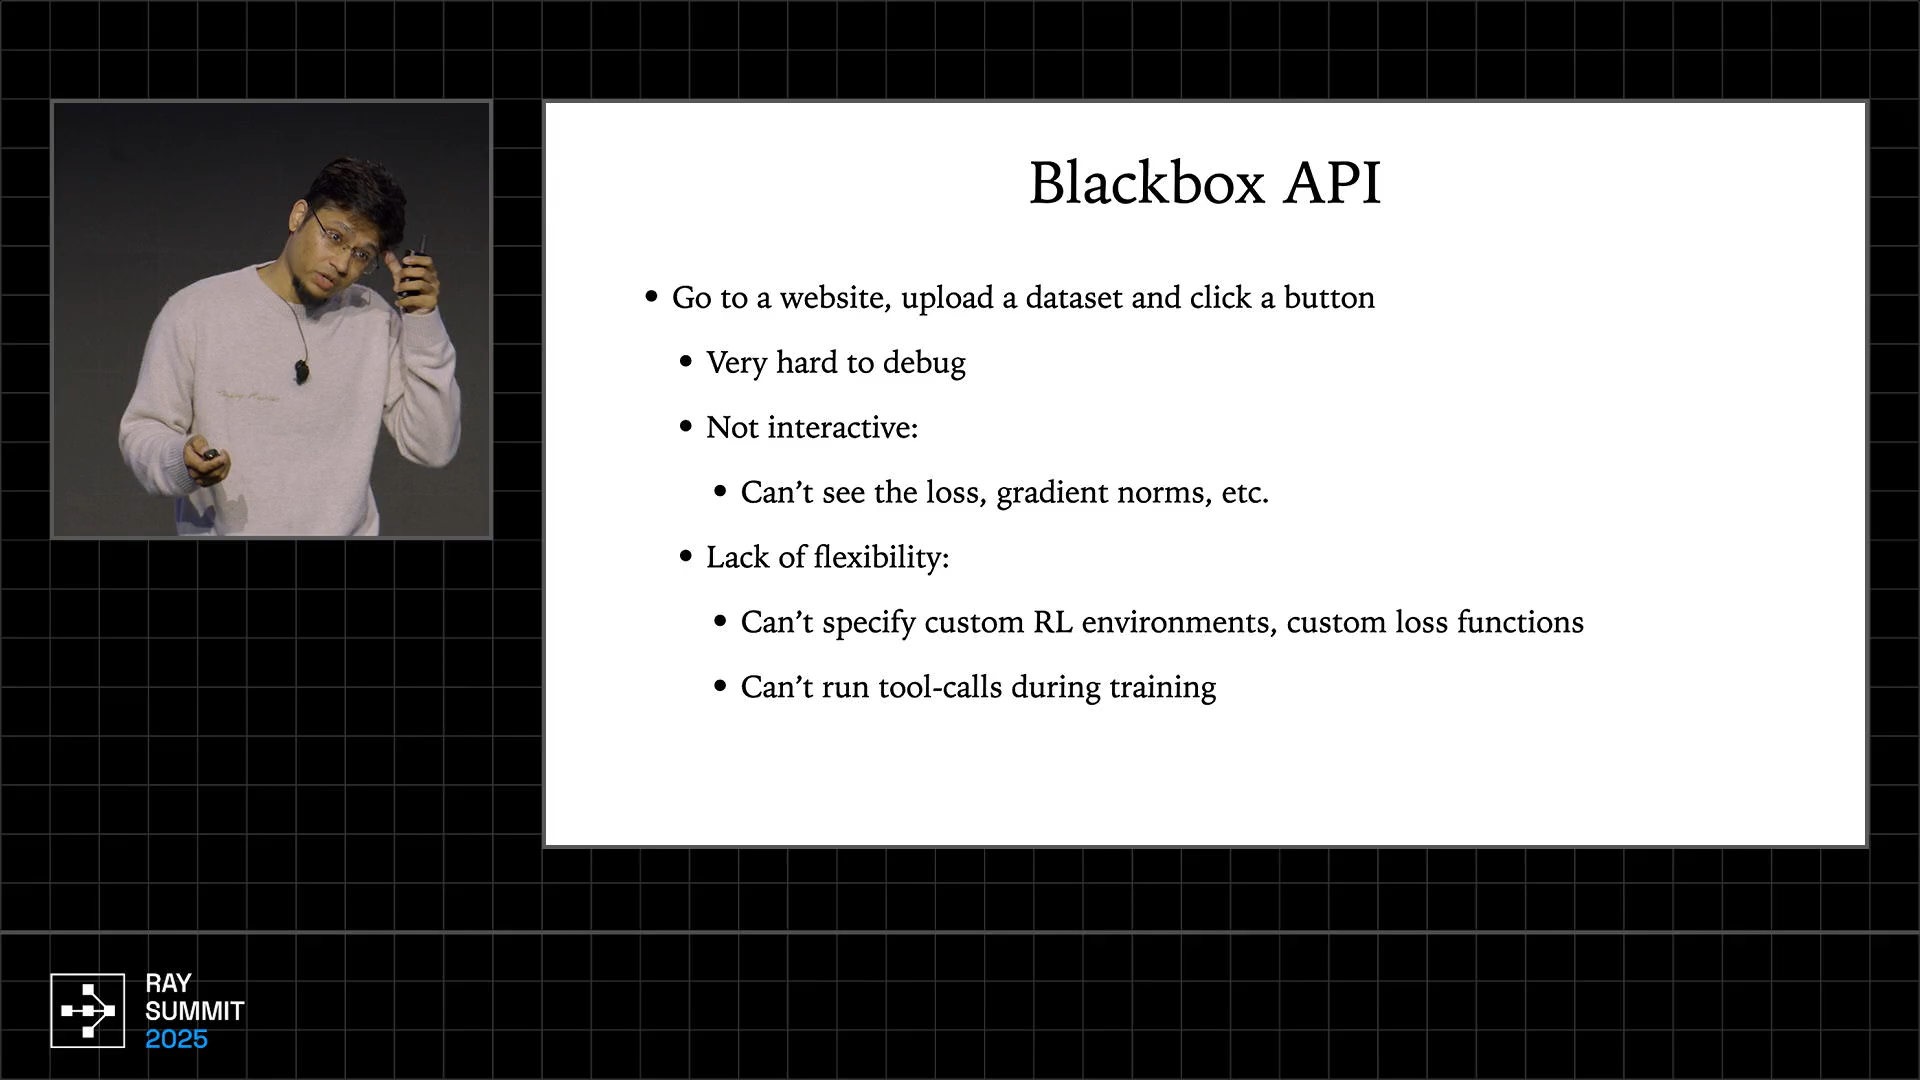 Blackbox API
• Go to a website, upload a dataset and click a button
• Very hard to debug
• Not interactive:
• Can’t see the loss, gradient norms, etc.
• Lack of flexibility:
• Can’t specify custom RL environments, custom loss functions
• Can’t run tool-calls during training
RAY
SUMMIT
2025